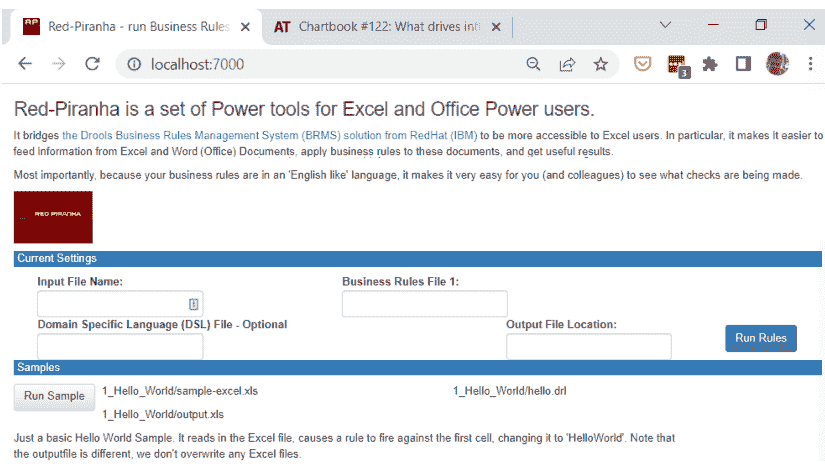 Red-Piranha - run Business Rules
AT Chartbook #122: What drives inf
localhost:7000
3
Red-Piranha is a set of Power tools for Excel and Office Power users.
It bridges the Drools Business Rules Management System (BRMS) solution from RedHat (IBM) to be more accessible to Excel users. In particular, it makes it easier to
feed information from Excel and Word (Office) Documents, apply business rules to these documents, and get useful results.
Most importantly, because your business rules are in an 'English like' language, it makes it very easy for you (and colleagues) to see what checks are being made.
RED PIRANHA
Current Settings
Input File Name:
Business Rules File 1:
Domain Specific Language (DSL) File - Optional
Output File Location:
Run Rules
Samples
Run Sample
1_Hello_World/sample-excel.xls
1_Hello_World/hello.drl
1_Hello_World/output.xls
Just a basic Hello World Sample. It reads in the Excel file, causes a rule to fire against the first cell, changing it to 'HelloWorld'. Note that
the outputfile is different, we don't overwrite any Excel files.